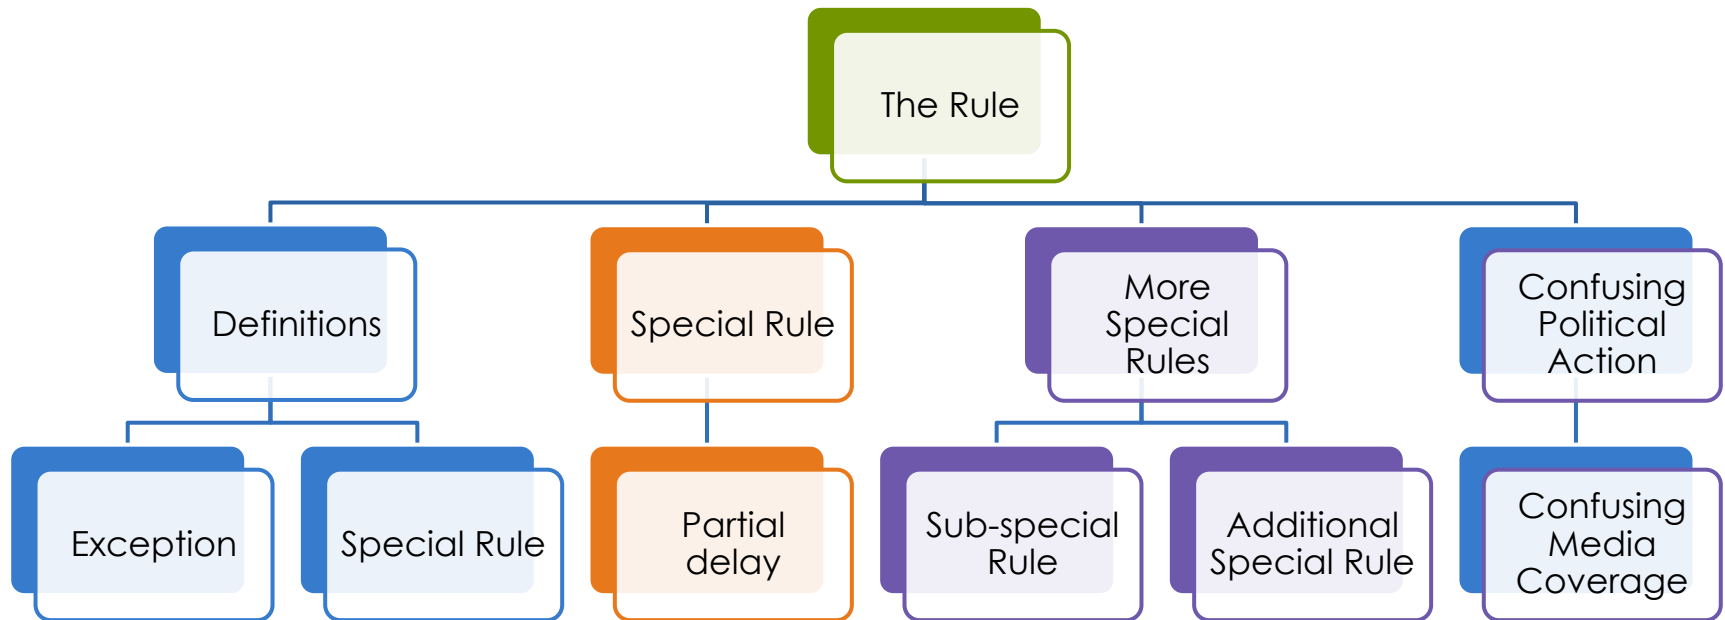 The Rule
Definitions
Special Rule
More
Special
Rules
Confusing
Political
Action
Exception
Special Rule
Partial
delay
Sub-special
Rule
Additional
Special Rule
Confusing
Media
Coverage